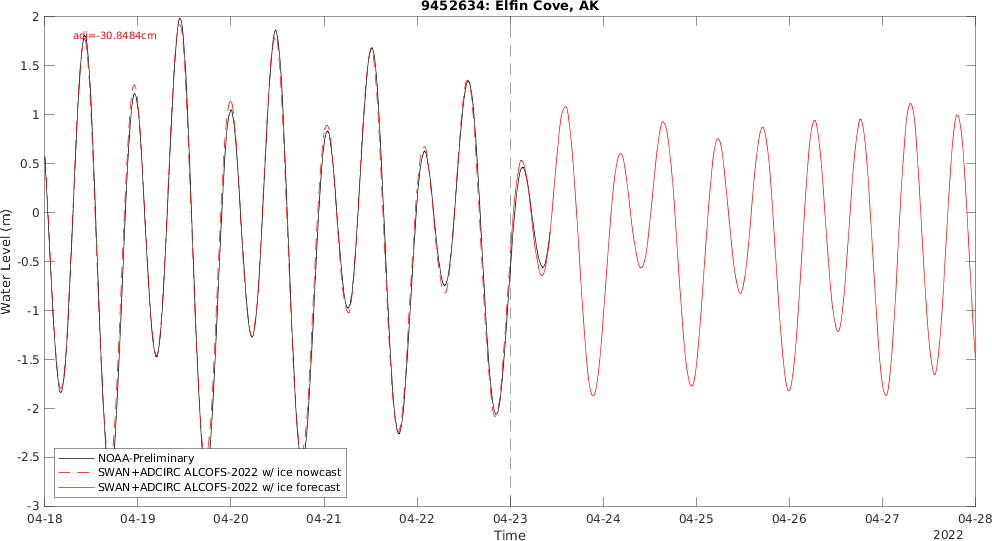 9452634: Elfin Cove, AK
adj=-30.8484cm
Water Level (m)
2
1.5
1
0.5
0
-0.5
-1
-1.5
-2
-2.5
-3
NOAA-Preliminary
SWAN+ADCIRC ALCOFS-2022 w/ ice nowcast
SWAN+ADCIRC ALCOFS-2022 w/ ice forecast
04-18 04-19 04-20 04-21 04-22 04-23 04-24 04-25 04-26 04-27 04-28
Time
2022